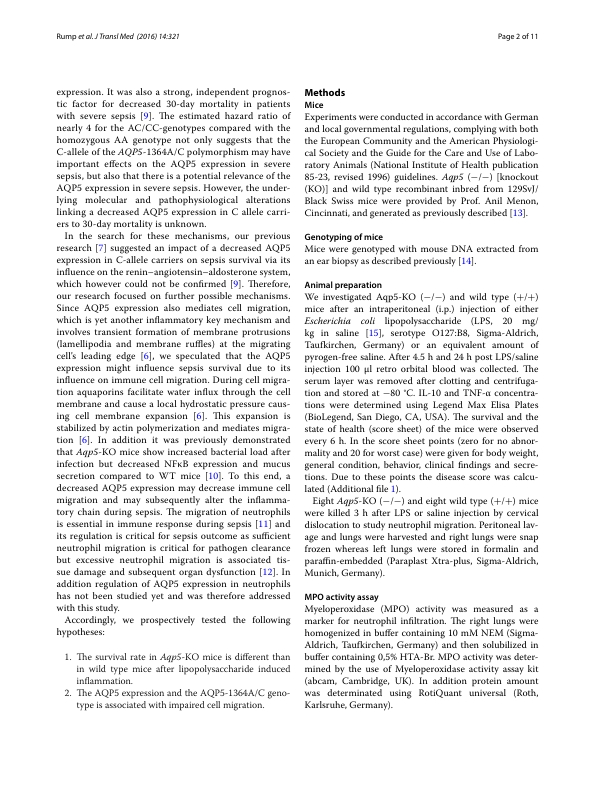 Rump et al. J Transl Med (2016) 14:321
Page 2 of 11
expression. It was also a strong, independent prognos-
tic factor for decreased 30-day mortality in patients
with severe sepsis [9]. The estimated hazard ratio of
nearly 4 for the AC/CC-genotypes compared with the
homozygous AA genotype not only suggests that the
C-allele of the AQP5-1364A/C polymorphism may have
important effects on the AQP5 expression in severe
sepsis, but also that there is a potential relevance of the
AQP5 expression in severe sepsis. However, the under-
lying molecular and pathophysiological alterations
linking a decreased AQP5 expression in C allele carri-
ers to 30-day mortality is unknown.
In the search for these mechanisms, our previous
research [7] suggested an impact of a decreased AQP5
expression in C-allele carriers on sepsis survival via its
influence on the renin–angiotensin–aldosterone system,
which however could not be confirmed [9]. Therefore,
our research focused on further possible mechanisms.
Since AQP5 expression also mediates cell migration,
which is yet another inflammatory key mechanism and
involves transient formation of membrane protrusions
(lamellipodia and membrane ruffles) at the migrating
cell's leading edge [6], we speculated that the AQP5
expression might influence sepsis survival due to its
influence on immune cell migration. During cell migra-
tion aquaporins facilitate water influx through the cell
membrane and cause a local hydrostatic pressure caus-
ing cell membrane expansion [6]. This expansion is
stabilized by actin polymerization and mediates migra-
tion [6]. In addition it was previously demonstrated
that Aqp5-KO mice show increased bacterial load after
infection but decreased NFκB expression and mucus
secretion compared to WT mice [10]. To this end, a
decreased AQP5 expression may decrease immune cell
migration and may subsequently alter the inflamma-
tory chain during sepsis. The migration of neutrophils
is essential in immune response during sepsis [11] and
its regulation is critical for sepsis outcome as sufficient
neutrophil migration is critical for pathogen clearance
but excessive neutrophil migration is associated tis-
sue damage and subsequent organ dysfunction [12]. In
addition regulation of AQP5 expression in neutrophils
has not been studied yet and was therefore addressed
with this study.
Accordingly, we prospectively tested the following
hypotheses:
1. The survival rate in Aqp5-KO mice is different than
in wild type mice after lipopolysaccharide induced
inflammation.
2. The AQP5 expression and the AQP5-1364A/C geno-
type is associated with impaired cell migration.
Methods
Mice
Experiments were conducted in accordance with German
and local governmental regulations, complying with both
the European Community and the American Physiologi-
cal Society and the Guide for the Care and Use of Labo-
ratory Animals (National Institute of Health publication
85-23, revised 1996) guidelines. Aqp5 (−/−) [knockout
(KO)] and wild type recombinant inbred from 129SvJ/
Black Swiss mice were provided by Prof. Anil Menon,
Cincinnati, and generated as previously described [13].
Genotyping of mice
Mice were genotyped with mouse DNA extracted from
an ear biopsy as described previously [14].
Animal preparation
We investigated Aqp5-KO (−/−) and wild type (+/+)
mice after an intraperitoneal (i.p.) injection of either
Escherichia coli lipopolysaccharide (LPS, 20 mg/
kg in saline [15], serotype O127:B8, Sigma-Aldrich,
Taufkirchen, Germany) or an equivalent amount of
pyrogen-free saline. After 4.5 h and 24 h post LPS/saline
injection 100 µl retro orbital blood was collected. The
serum layer was removed after clotting and centrifuga-
tion and stored at −80 °C. IL-10 and TNF-α concentra-
tions were determined using Legend Max Elisa Plates
(BioLegend, San Diego, CA, USA). The survival and the
state of health (score sheet) of the mice were observed
every 6 h. In the score sheet points (zero for no abnor-
mality and 20 for worst case) were given for body weight,
general condition, behavior, clinical findings and secre-
tions. Due to these points the disease score was calcu-
lated (Additional file 1).
Eight Aqp5-KO (−/−) and eight wild type (+/+) mice
were killed 3 h after LPS or saline injection by cervical
dislocation to study neutrophil migration. Peritoneal lav-
age and lungs were harvested and right lungs were snap
frozen whereas left lungs were stored in formalin and
paraffin-embedded (Paraplast Xtra-plus, Sigma-Aldrich,
Munich, Germany).
MPO activity assay
Myeloperoxidase (MPO) activity was measured as a
marker for neutrophil infiltration. The right lungs were
homogenized in buffer containing 10 mM NEM (Sigma-
Aldrich, Taufkirchen, Germany) and then solubilized in
buffer containing 0,5% HTA-Br. MPO activity was deter-
mined by the use of Myeloperoxidase activity assay kit
(abcam, Cambridge, UK). In addition protein amount
was determinated using RotiQuant universal (Roth,
Karlsruhe, Germany).